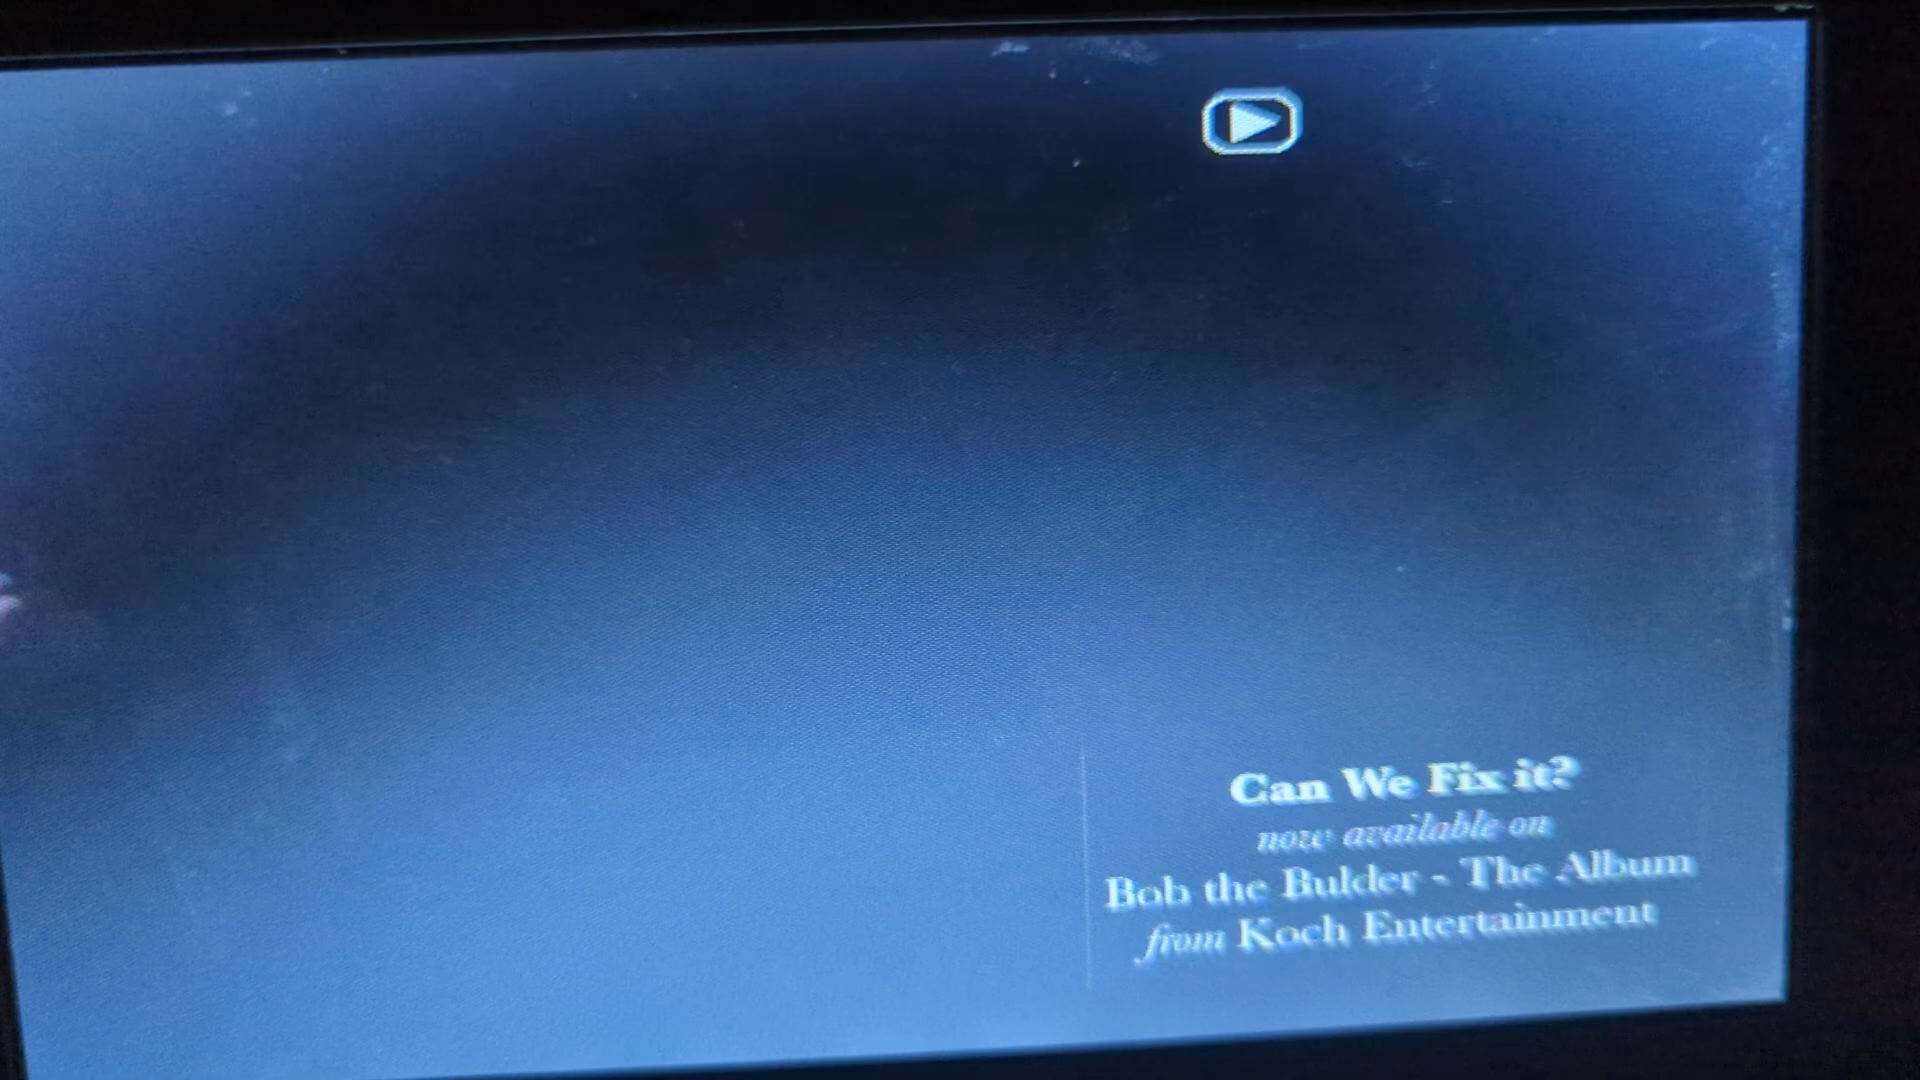 Can We Fix it?
now available on
Bob the Bulder - The Album
from Koch Entertainment